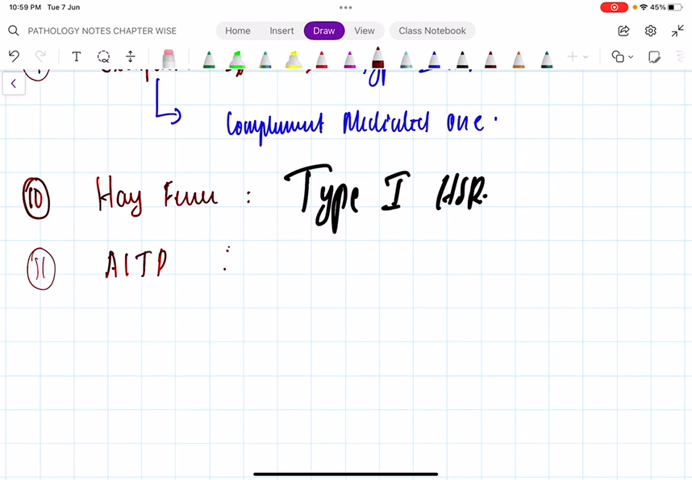 10:59 PM Tue 7 Jun
45%
PATHOLOGY NOTES CHAPTER WISE
Home Insert Draw View Class Notebook
Complement Mediated one.
10 Hay Fever : Type I HSR.
11 AITP :